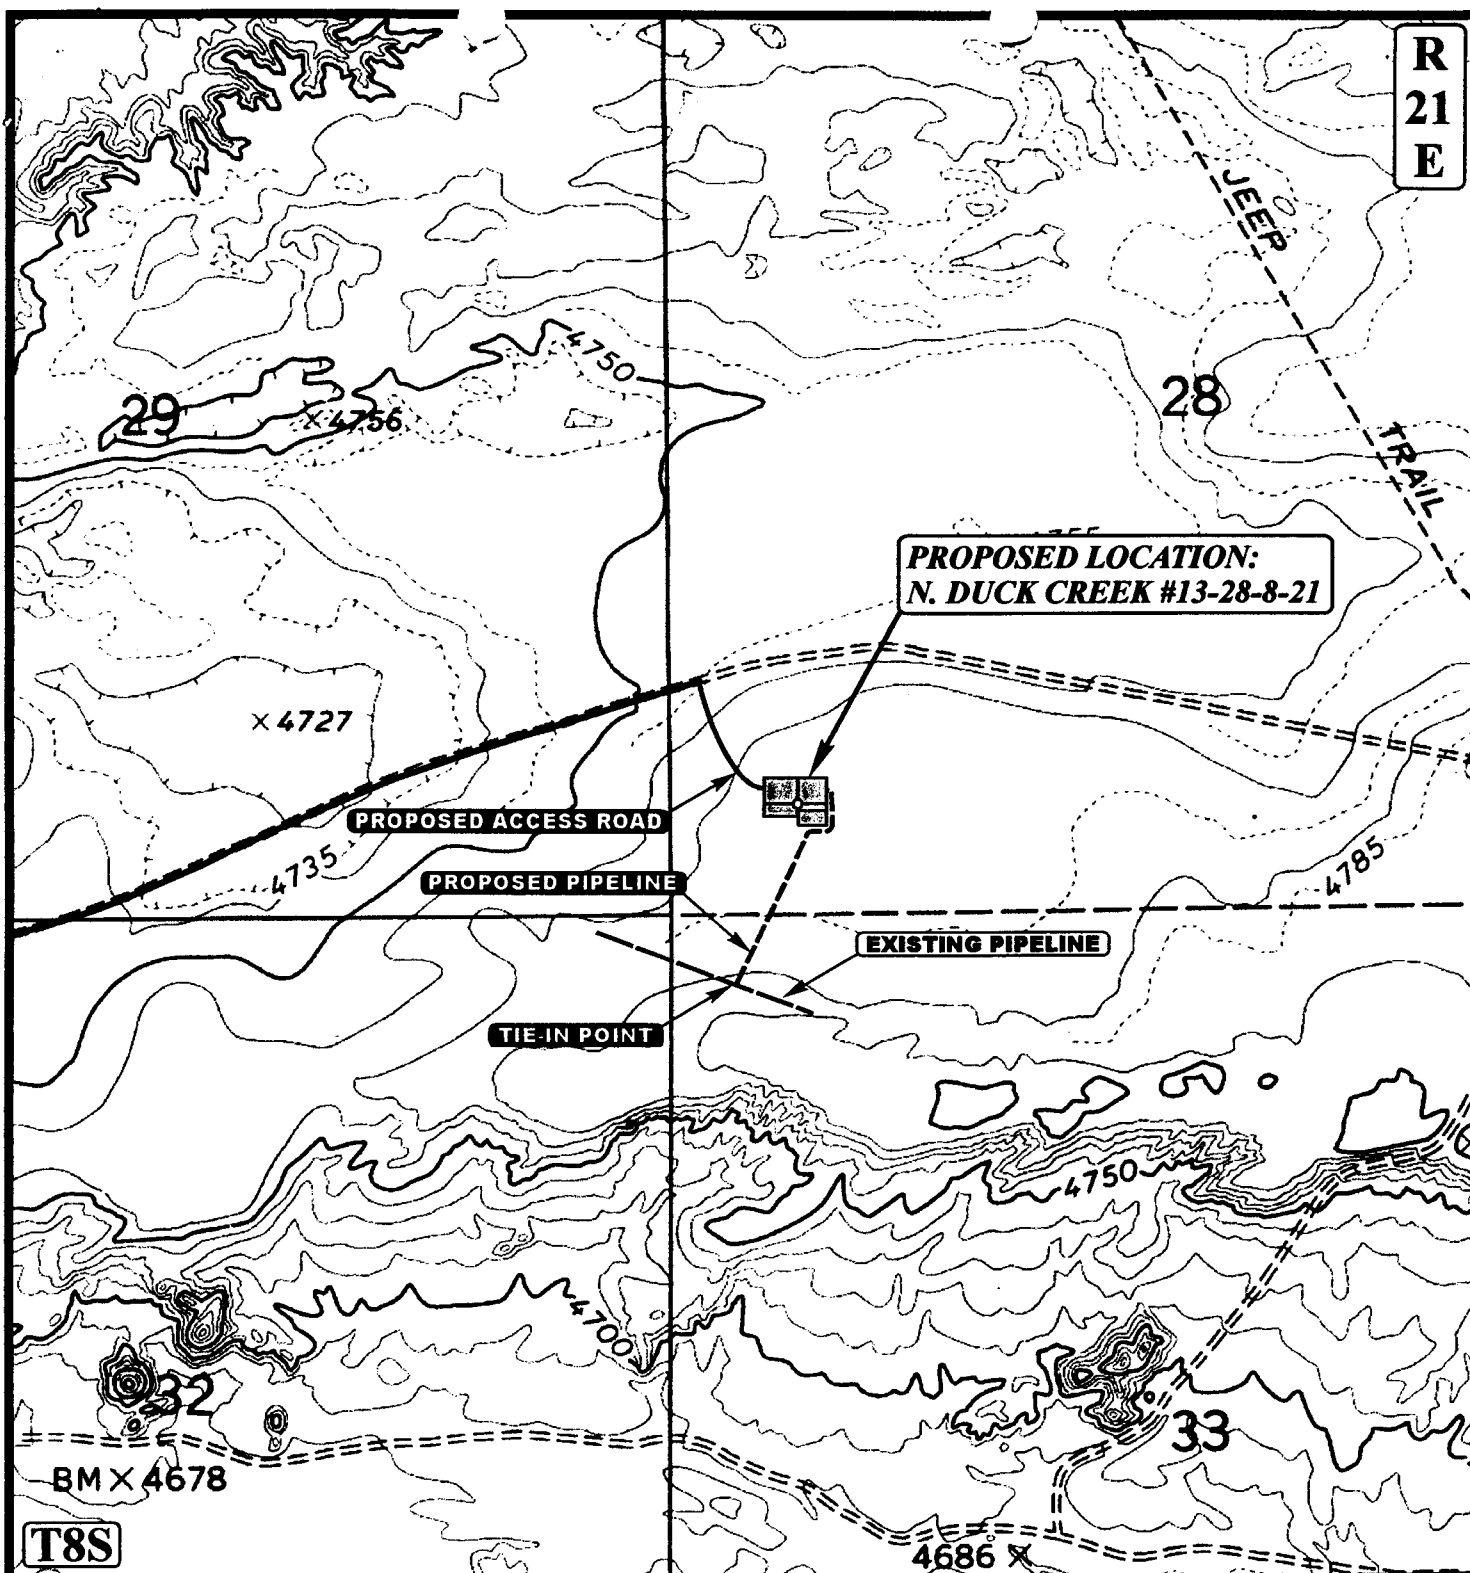 R
21
E
JEEP
4750
29
4756
28
TRAIL
PROPOSED LOCATION:
N. DUCK CREEK #13-28-8-21
4727
PROPOSED ACCESS ROAD
4735
PROPOSED PIPELINE
4785
EXISTING PIPELINE
TIE-IN POINT
4750
4700
32
33
BM X 4678
T8S
4686 X